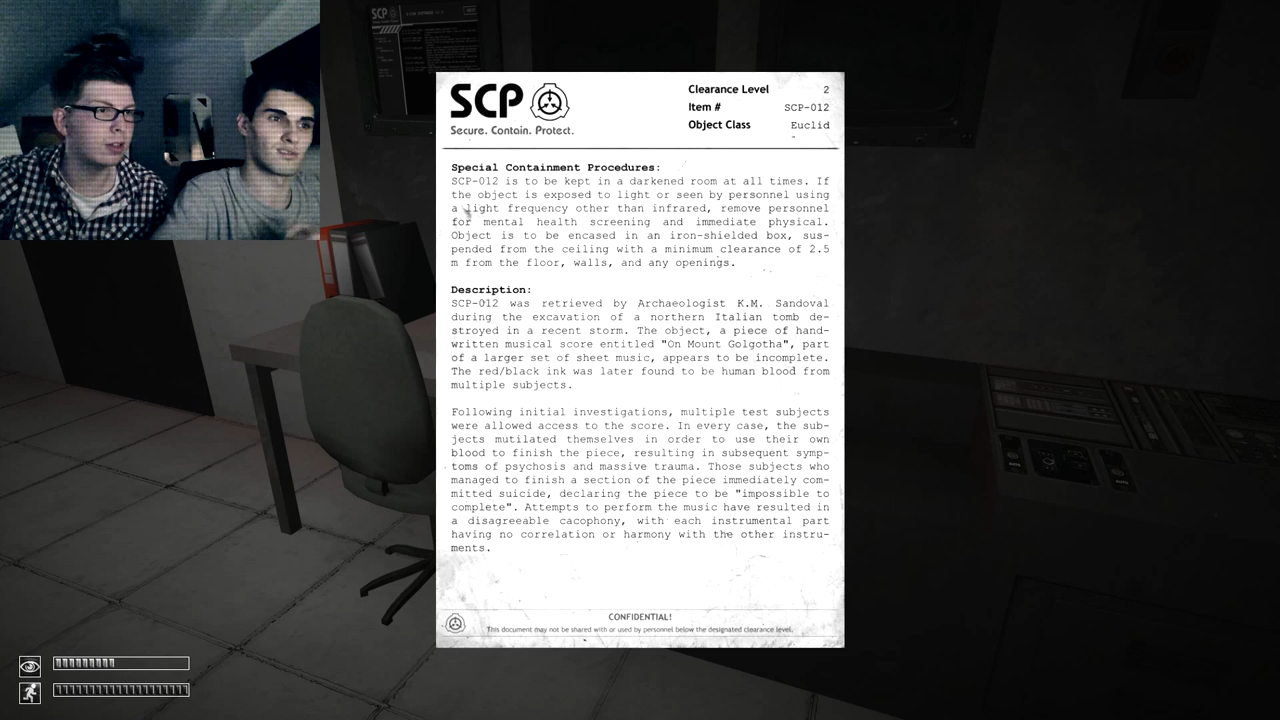 SCP
Secure. Contain. Protect.
Clearance Level 2
Item # SCP-012
Object Class Euclid
Special Containment Procedures:
SCP-012 is to be kept in a darkened room at all times. If
the object is exposed to light or seen by personnel using
a light frequency other than infrared, remove personnel
for mental health screening and immediate physical.
Object is to be encased in an iron-shielded box, sus-
pended from the ceiling with a minimum clearance of 2.5
m from the floor, walls, and any openings.
Description:
SCP-012 was retrieved by Archaeologist K.M. Sandoval
during the excavation of a northern Italian tomb de-
stroyed in a recent storm. The object, a piece of hand-
written musical score entitled "On Mount Golgotha", part
of a larger set of sheet music, appears to be incomplete.
The red/black ink was later found to be human blood from
multiple subjects.
Following initial investigations, multiple test subjects
were allowed access to the score. In every case, the sub-
jects mutilated themselves in order to use their own
blood to finish the piece, resulting in subsequent symp-
toms of psychosis and massive trauma. Those subjects who
managed to finish a section of the piece immediately com-
mitted suicide, declaring the piece to be "impossible to
complete". Attempts to perform the music have resulted in
a disagreeable cacophony, with each instrumental part
having no correlation or harmony with the other instru-
ments.
CONFIDENTIAL!
This document may not be shared with or used by personnel below the designated clearance level.
SCP